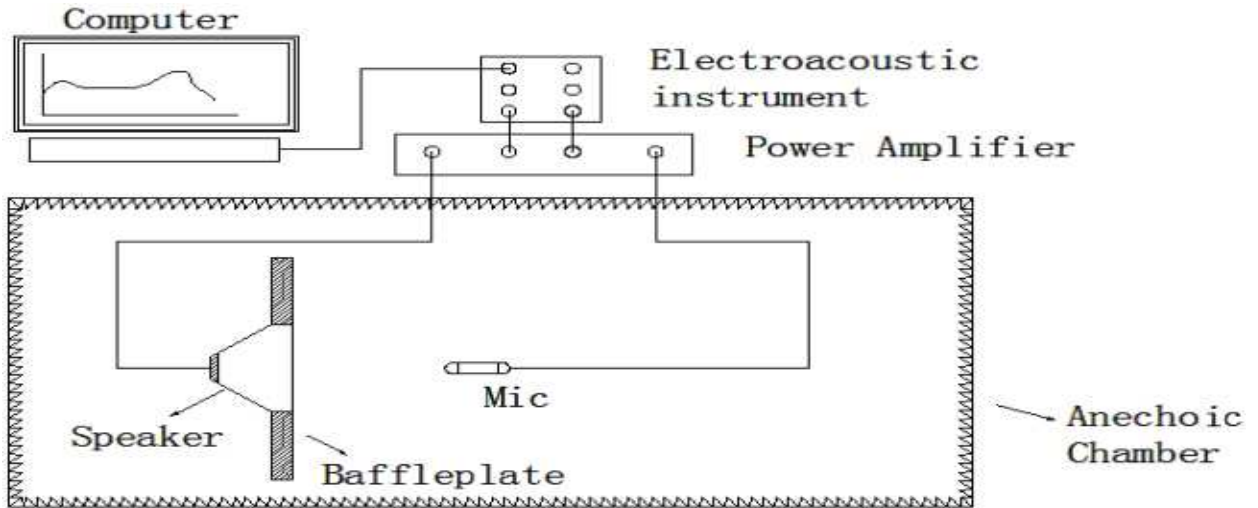 Computer
Electroacoustic
instrument
Power Amplifier
Mic
Speaker
Baffleplate
Anechoic
Chamber